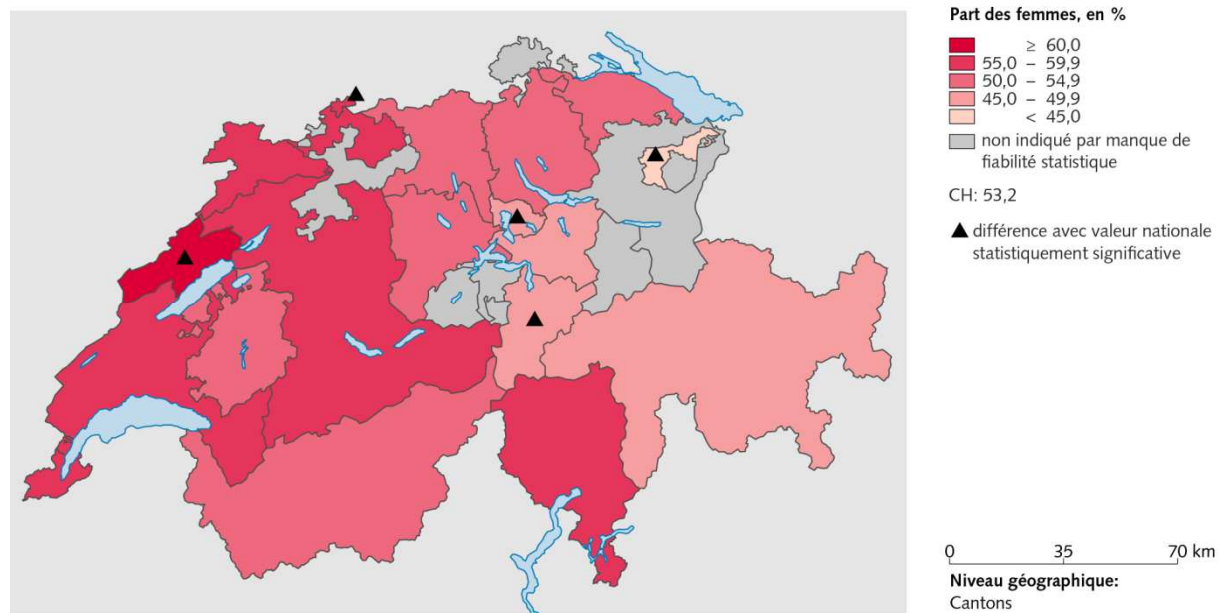 Part des femmes, en %
≥ 60,0
55,0 – 59,9
50,0 – 54,9
45,0 – 49,9
< 45,0
non indiqué par manque de
fiabilité statistique
CH: 53,2
différence avec valeur nationale
statistiquement significative
0 35 70 km
Niveau géographique:
Cantons